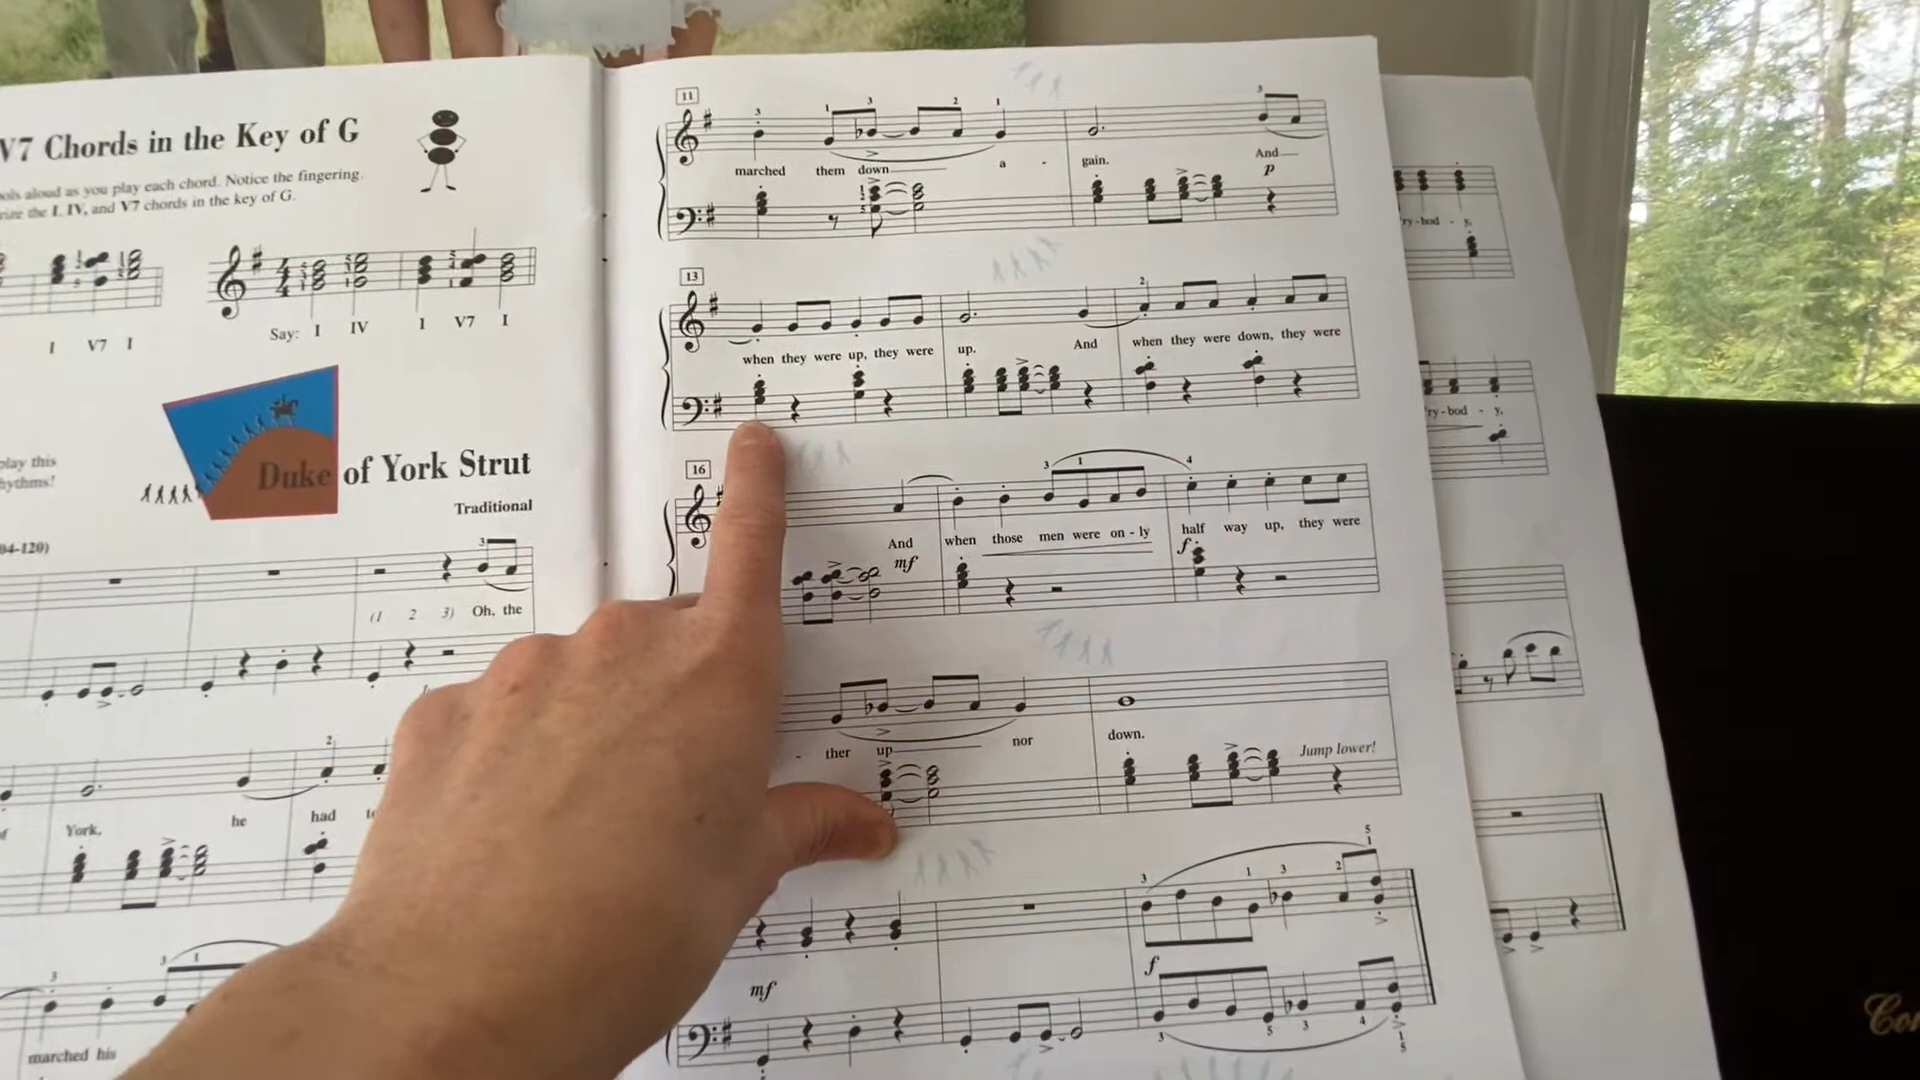 V7 Chords in the Key of G
ols aloud as you play each chord. Notice the fingering.
rize the I, IV, and V7 chords in the key of G.
I V7 I
Say: I IV I V7 I
play this
hythms!
Duke of York Strut
Traditional
04-120)
(1 2 3) Oh, the
York, he had
marched his
11
marched them down a - gain. And
p
13
when they were up, they were up. And when they were down, they were
16
And when those men were on - ly half way up, they were
mf f
- ther up nor down.
Jump lower!
mf f
'ry - bod - y,
'ry - bod - y,